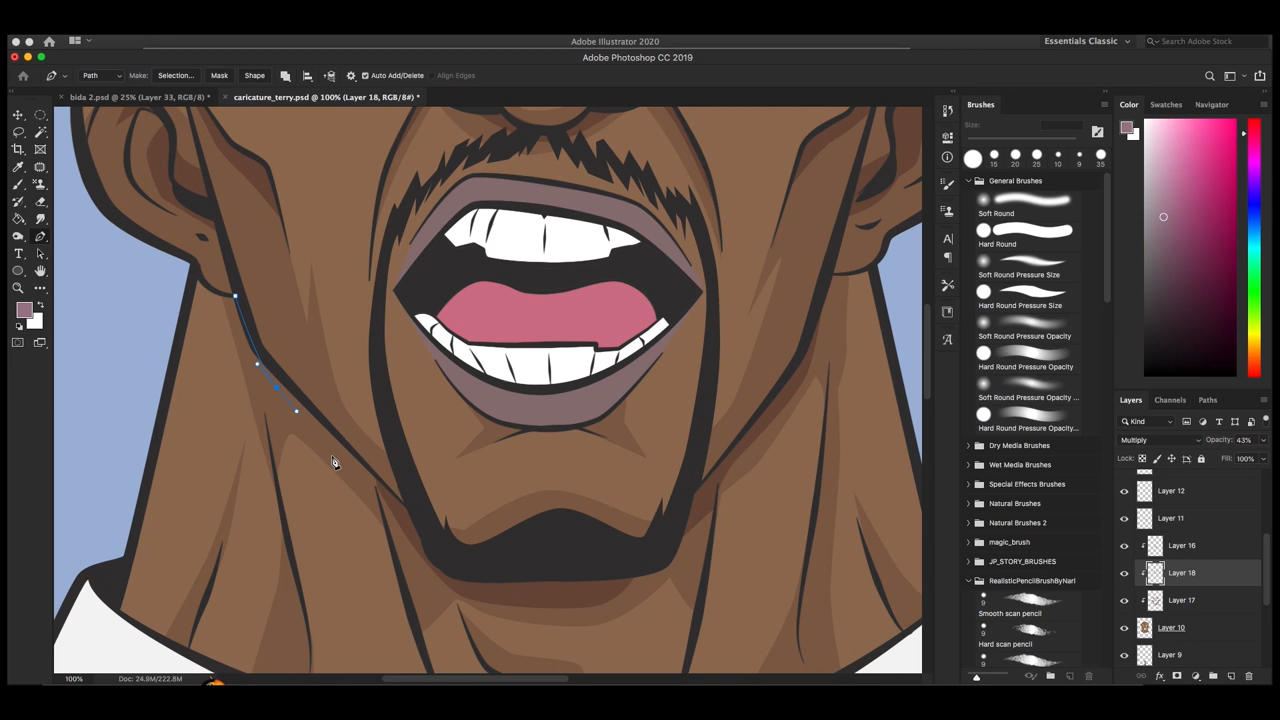 Adobe Illustrator 2020
Essentials Classic
Search Adobe Stock
Adobe Photoshop CC 2019
Path
Make:
Selection...
Mask
Shape
Auto Add/Delete
Align Edges
bida 2.psd @ 25% (Layer 33, RGB/8) *
caricature_terry.psd @ 100% (Layer 18, RGB/8#) *
Brushes
Size:
15 20 25 10 9 35
General Brushes
Soft Round
Hard Round
Soft Round Pressure Size
Hard Round Pressure Size
Soft Round Pressure Opacity
Hard Round Pressure Opacity
Soft Round Pressure Opacity ...
Hard Round Pressure Opacity...
Dry Media Brushes
Wet Media Brushes
Special Effects Brushes
Natural Brushes
Natural Brushes 2
magic_brush
JP_STORY_BRUSHES
RealisticPencilBrushByNarl
9
Smooth scan pencil
9
Hard scan pencil
9
Color
Swatches
Navigator
Layers
Channels
Paths
Kind
Multiply
Opacity: 43%
Lock:
Fill: 100%
Layer 12
Layer 11
Layer 16
Layer 18
Layer 17
Layer 10
Layer 9
100%
Doc: 24.9M/222.8M